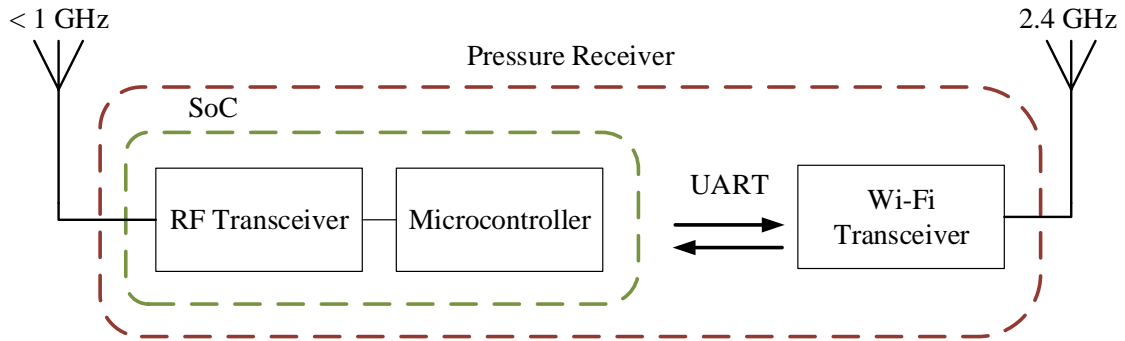 < 1 GHz
2.4 GHz
Pressure Receiver
SoC
UART
RF Transceiver
Microcontroller
Wi-Fi
Transceiver